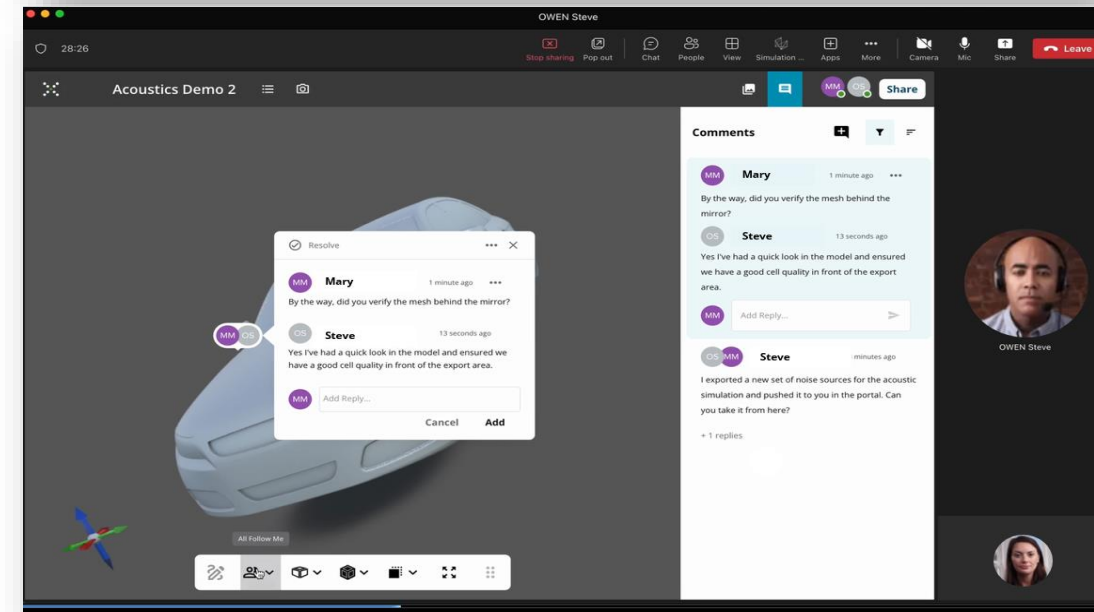 OWEN Steve
28:26
Stop sharing Pop out Chat People View Simulation ... Apps More Camera Mic Share Leave
Acoustics Demo 2
MM OS Share
Comments
MM Mary 1 minute ago
By the way, did you verify the mesh behind the
mirror?
OS Steve 13 seconds ago
Yes I've had a quick look in the model and ensured
we have a good cell quality in front of the export
area.
MM Add Reply...
OS MM Steve minutes ago
I exported a new set of noise sources for the acoustic
simulation and pushed it to you in the portal. Can
you take it from here?
+ 1 replies
Resolve
MM Mary 1 minute ago
By the way, did you verify the mesh behind the mirror?
OS Steve 13 seconds ago
Yes I've had a quick look in the model and ensured we
have a good cell quality in front of the export area.
MM Add Reply...
Cancel Add
MM OS
All Follow Me
OWEN Steve